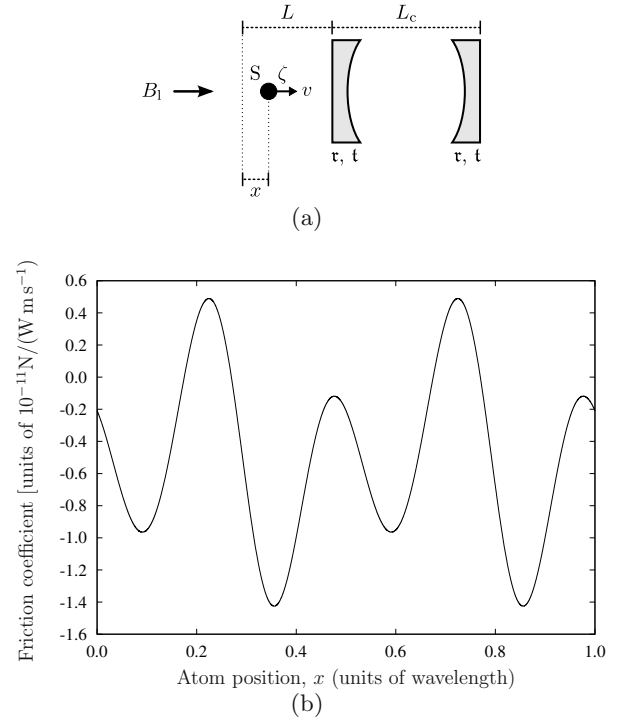 L L_c
S ζ
B_l v
𝔯, 𝔱 𝔯, 𝔱
x
(a)
Friction coefficient [units of 10^{-11}N/(W m s^{-1})
0.6
0.4
0.2
0.0
-0.2
-0.4
-0.6
-0.8
-1.0
-1.2
-1.4
-1.6
0.0 0.2 0.4 0.6 0.8 1.0
Atom position, x (units of wavelength)
(b)